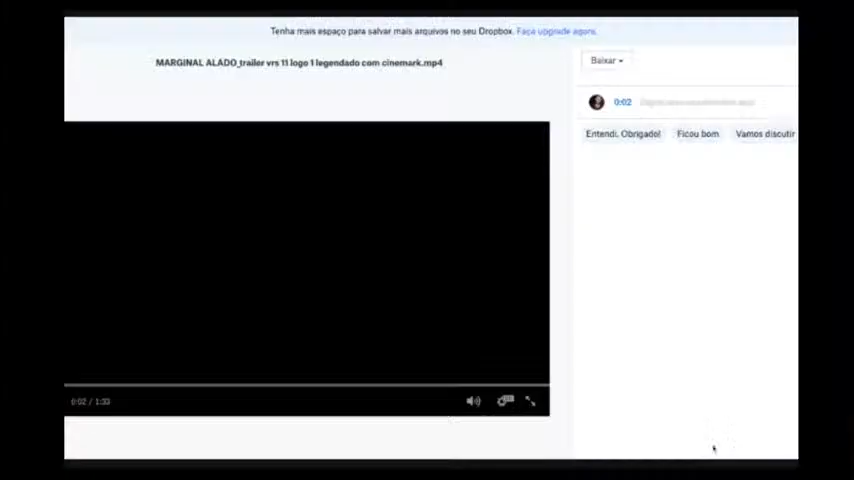 Tenha mais espaço para salvar mais arquivos no seu Dropbox. Faça upgrade agora.
MARGINAL ALADO_trailer vrs 11 logo 1 legendado com cinemark.mp4
Baixar
0:02
Entendi. Obrigado! Ficou bom Vamos discutir
0:02 / 1:33